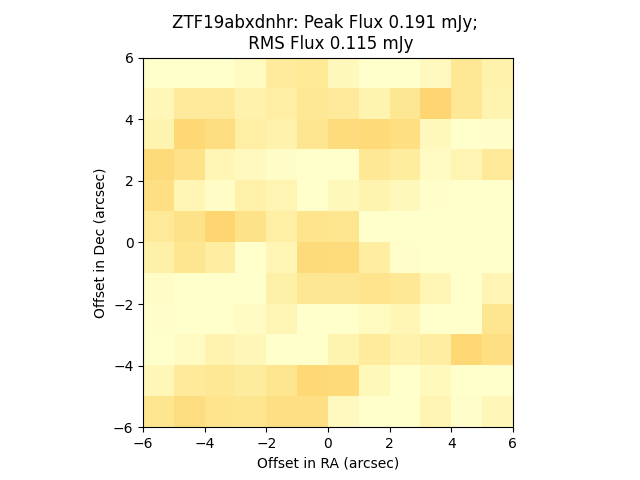 ZTF19abxdnhr: Peak Flux 0.191 mJy;
RMS Flux 0.115 mJy
6
4
2
0
−2
−4
−6
Offset in Dec (arcsec)
−6 −4 −2 0 2 4 6
Offset in RA (arcsec)